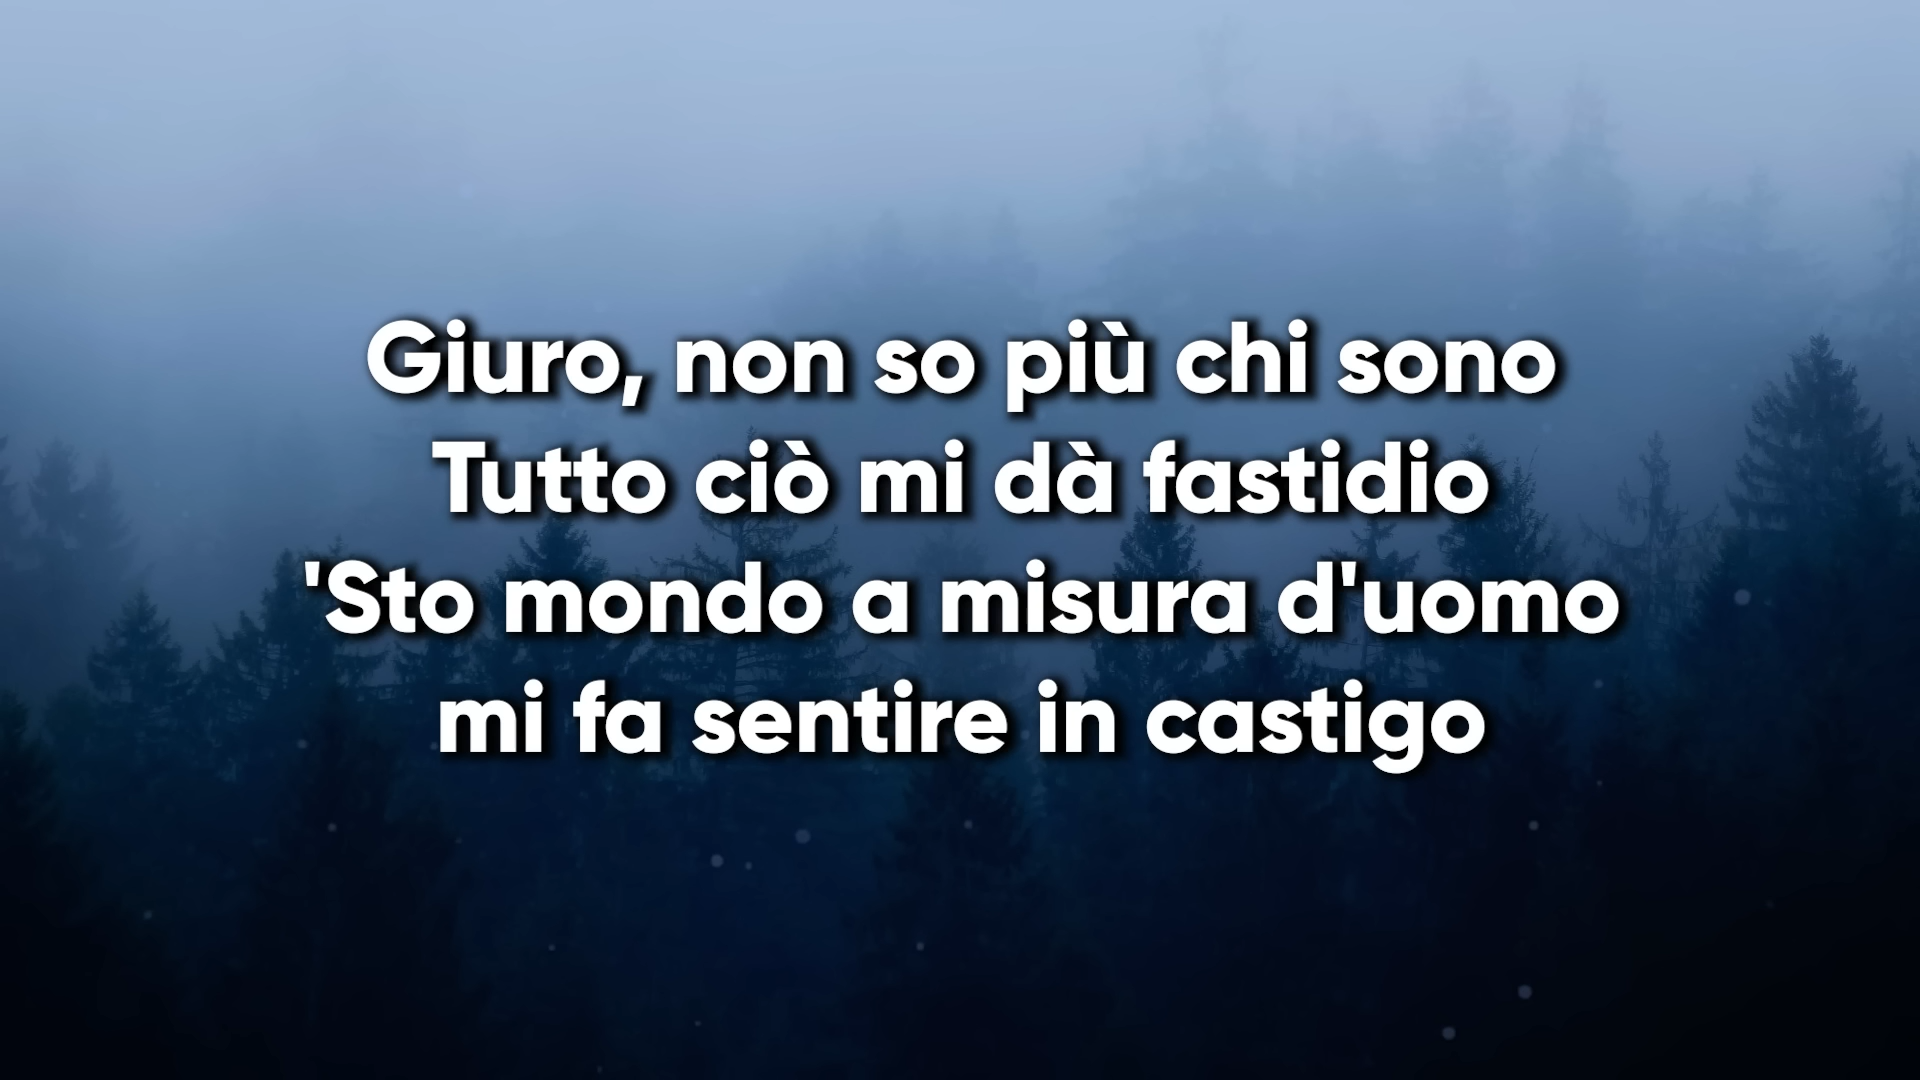 Giuro, non so più chi sono
Tutto ciò mi dà fastidio
'Sto mondo a misura d'uomo
mi fa sentire in castigo